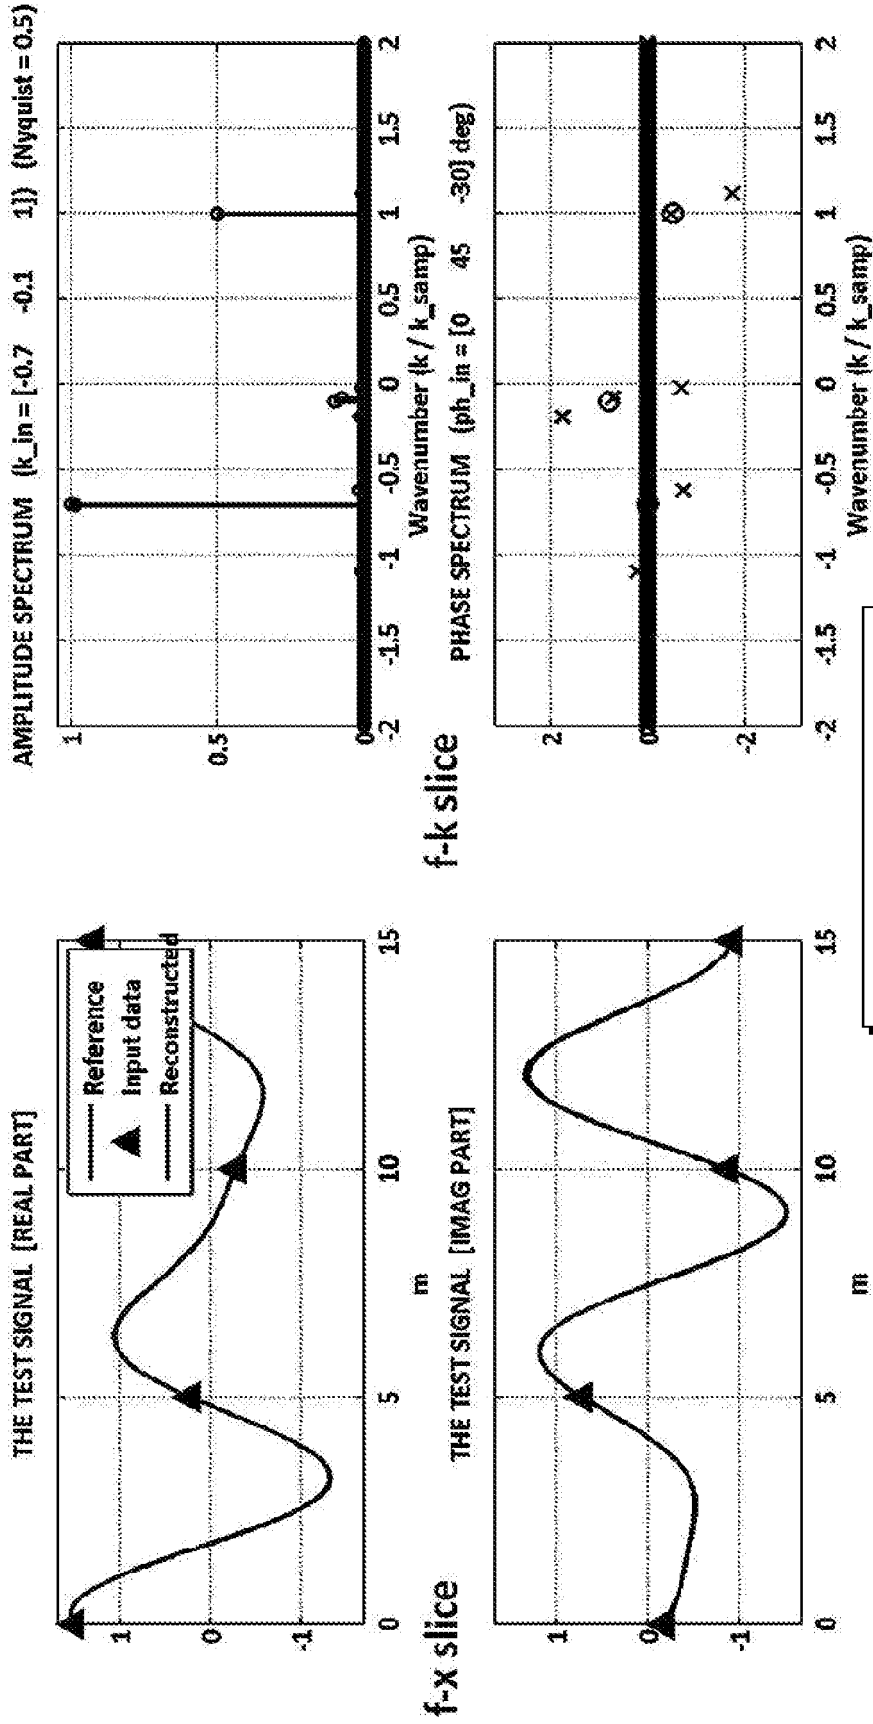 THE TEST SIGNAL [REAL PART]
1
0
-1
Reference
Input data
Reconstructed
0
5
10
15
m
f-x slice
THE TEST SIGNAL [IMAG PART]
1
0
-1
0
5
10
15
m
AMPLITUDE SPECTRUM (k_in = [-0.7 -0.1 1]) (Nyquist = 0.5)
1
0.5
0
-2
-1.5
-1
-0.5
0
0.5
1
1.5
2
Wavenumber (k / k_samp)
f-k slice
PHASE SPECTRUM (ph_in = [0 45 -30] deg)
2
0
-2
-2
-1.5
-1
-0.5
0
0.5
1
1.5
2
Wavenumber (k / k_samp)